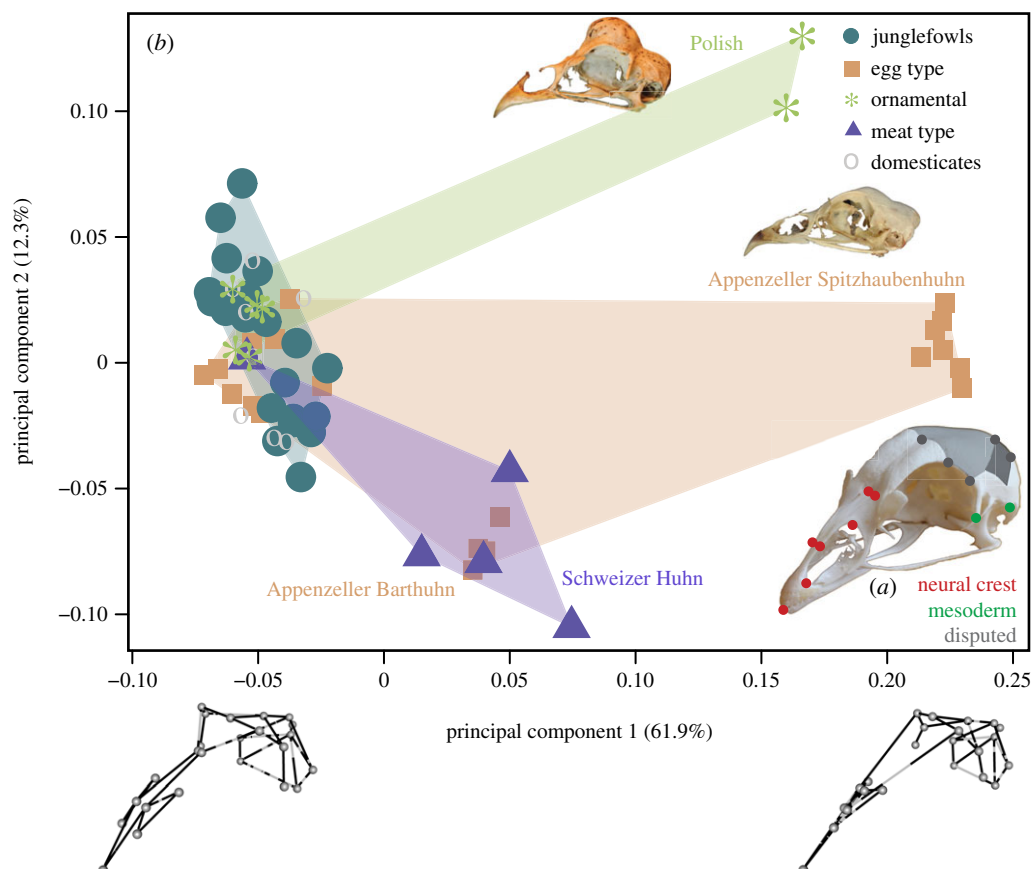 (b)
Polish
junglefowls
egg type
ornamental
meat type
O domesticates
Appenzeller Spitzhaubenhuhn
Appenzeller Barthuhn
Schweizer Huhn
(a)
neural crest
mesoderm
disputed
principal component 2 (12.3%)
0.10
0.05
0
−0.05
−0.10
−0.10 −0.05 0 0.05 0.10 0.15 0.20 0.25
principal component 1 (61.9%)